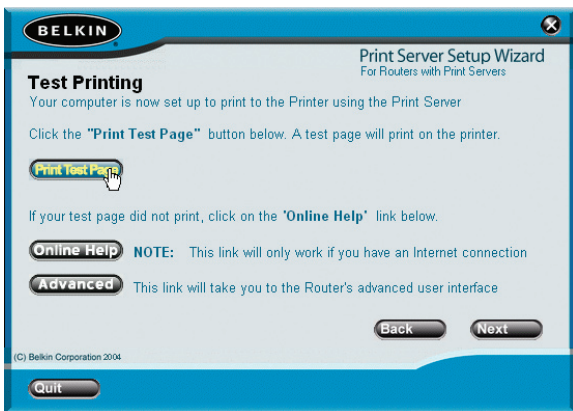 BELKIN
Print Server Setup Wizard
For Routers with Print Servers
Test Printing
Your computer is now set up to print to the Printer using the Print Server
Click the "Print Test Page" button below. A test page will print on the printer.
Print Test Page
If your test page did not print, click on the 'Online Help' link below.
Online Help NOTE: This link will only work if you have an Internet connection
Advanced This link will take you to the Router's advanced user interface
Back Next
(C) Belkin Corporation 2004
Quit